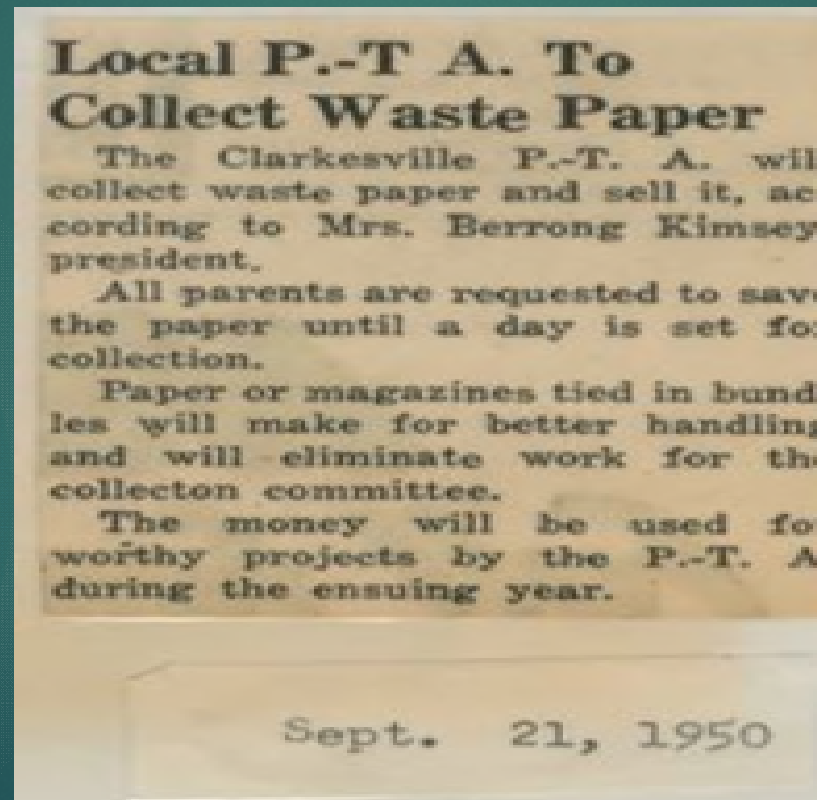 Local P.-T A. To
Collect Waste Paper
The Clarkesville P.-T. A. wil
collect waste paper and sell it, ac
cording to Mrs. Berrong Kimsey
president.
All parents are requested to save
the paper until a day is set fo
collection.
Paper or magazines tied in bund
les will make for better handling
and will eliminate work for the
collecton committee.
The money will be used fo
worthy projects by the P.-T. A
during the ensuing year.
Sept. 21, 1950